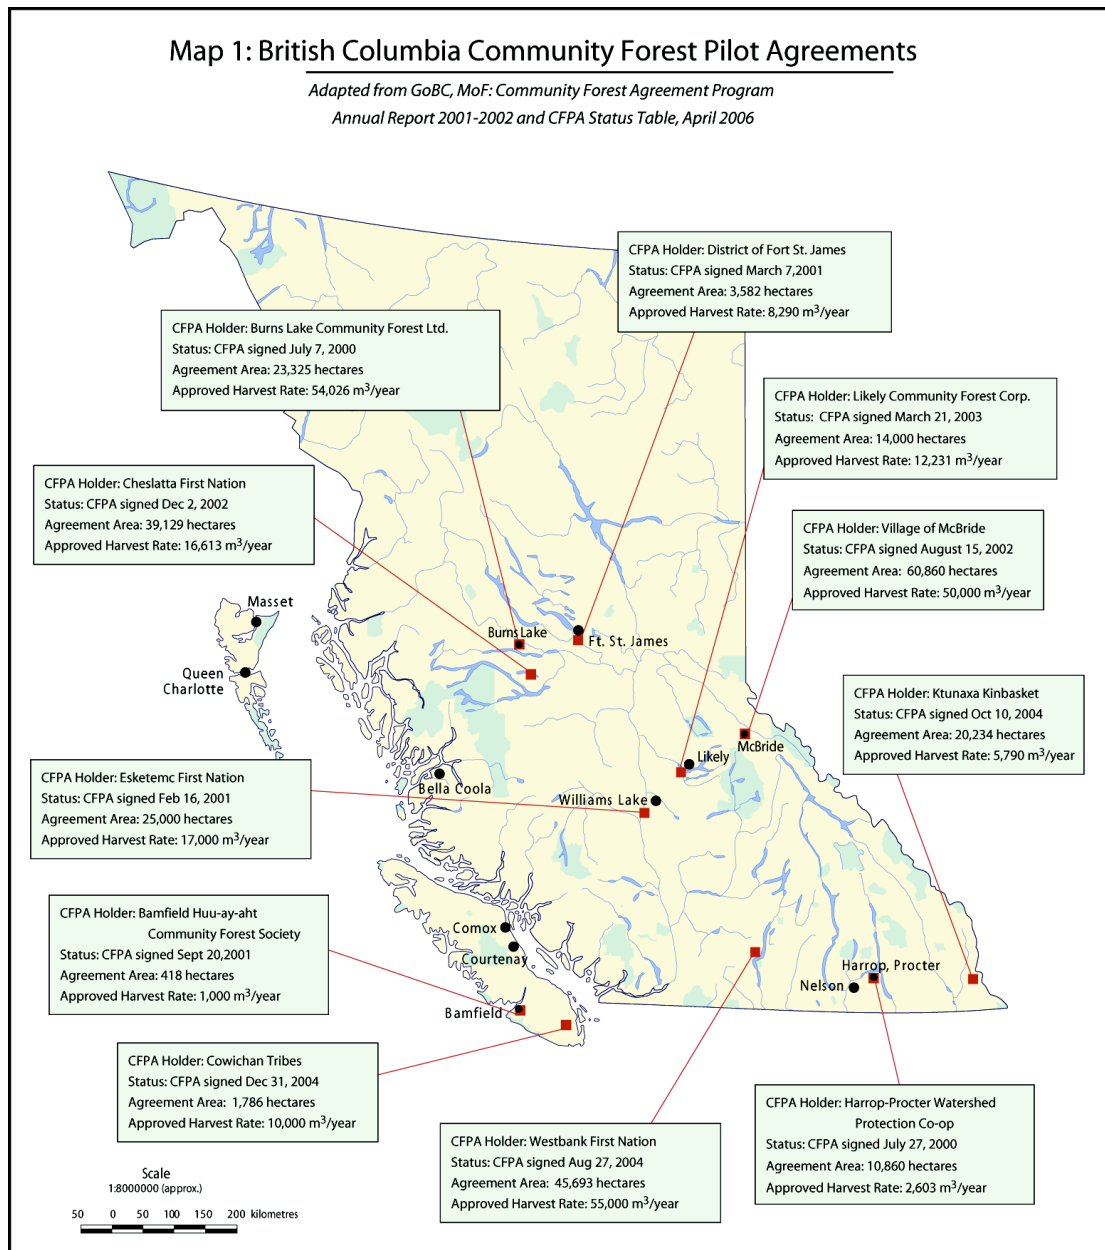 Map 1: British Columbia Community Forest Pilot Agreements
Adapted from GoBC, MoF: Community Forest Agreement Program
Annual Report 2001-2002 and CFPA Status Table, April 2006
CFPA Holder: District of Fort St. James
Status: CFPA signed March 7,2001
Agreement Area: 3,582 hectares
Approved Harvest Rate: 8,290 m³/year
CFPA Holder: Burns Lake Community Forest Ltd.
Status: CFPA signed July 7, 2000
Agreement Area: 23,325 hectares
Approved Harvest Rate: 54,026 m³/year
CFPA Holder: Likely Community Forest Corp.
Status: CFPA signed March 21, 2003
Agreement Area: 14,000 hectares
Approved Harvest Rate: 12,231 m³/year
CFPA Holder: Cheslatta First Nation
Status: CFPA signed Dec 2, 2002
Agreement Area: 39,129 hectares
Approved Harvest Rate: 16,613 m³/year
CFPA Holder: Village of McBride
Status: CFPA signed August 15, 2002
Agreement Area: 60,860 hectares
Approved Harvest Rate: 50,000 m³/year
Masset
Burns Lake
Ft. St. James
Queen
Charlotte
CFPA Holder: Ktunaxa Kinbasket
Status: CFPA signed Oct 10, 2004
Agreement Area: 20,234 hectares
Approved Harvest Rate: 5,790 m³/year
McBride
Likely
CFPA Holder: Esketemc First Nation
Status: CFPA signed Feb 16, 2001
Agreement Area: 25,000 hectares
Approved Harvest Rate: 17,000 m³/year
Bella Coola
Williams Lake
CFPA Holder: Bamfield Huu-ay-aht
Community Forest Society
Status: CFPA signed Sept 20,2001
Agreement Area: 418 hectares
Approved Harvest Rate: 1,000 m³/year
Comox
Courtenay
Harrop, Procter
Nelson
Bamfield
CFPA Holder: Cowichan Tribes
Status: CFPA signed Dec 31, 2004
Agreement Area: 1,786 hectares
Approved Harvest Rate: 10,000 m³/year
CFPA Holder: Westbank First Nation
Status: CFPA signed Aug 27, 2004
Agreement Area: 45,693 hectares
Approved Harvest Rate: 55,000 m³/year
CFPA Holder: Harrop-Procter Watershed
Protection Co-op
Status: CFPA signed July 27, 2000
Agreement Area: 10,860 hectares
Approved Harvest Rate: 2,603 m³/year
Scale
1:8000000 (approx.)
50 0 50 100 150 200 kilometres